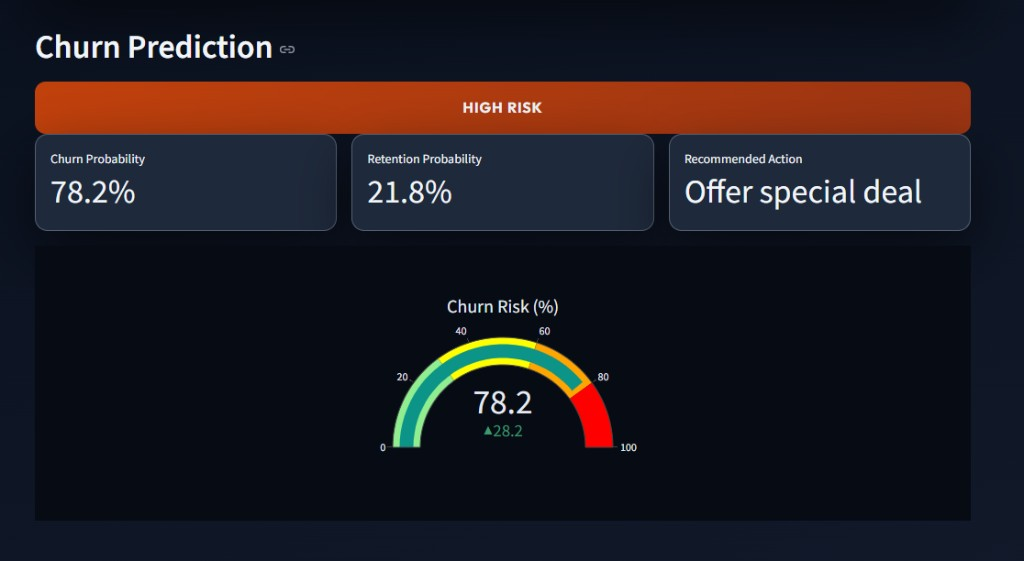 Churn Prediction
HIGH RISK
Churn Probability
78.2%
Retention Probability
21.8%
Recommended Action
Offer special deal
Churn Risk (%)
40
60
20
80
78.2
▲28.2
0
100